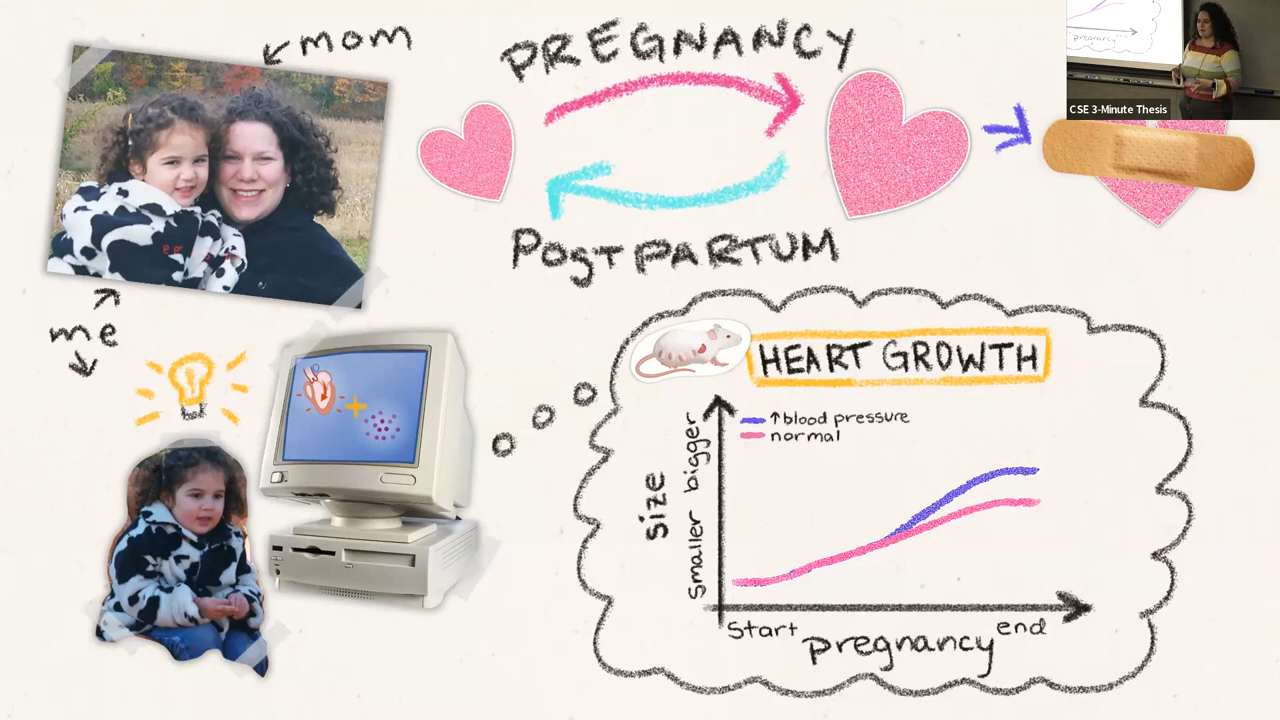 mom
me
PREGNANCY
POSTPARTUM
HEART GROWTH
↑blood pressure
normal
size
smaller bigger
start
end
pregnancy
pregnancy
CSE 3-Minute Thesis